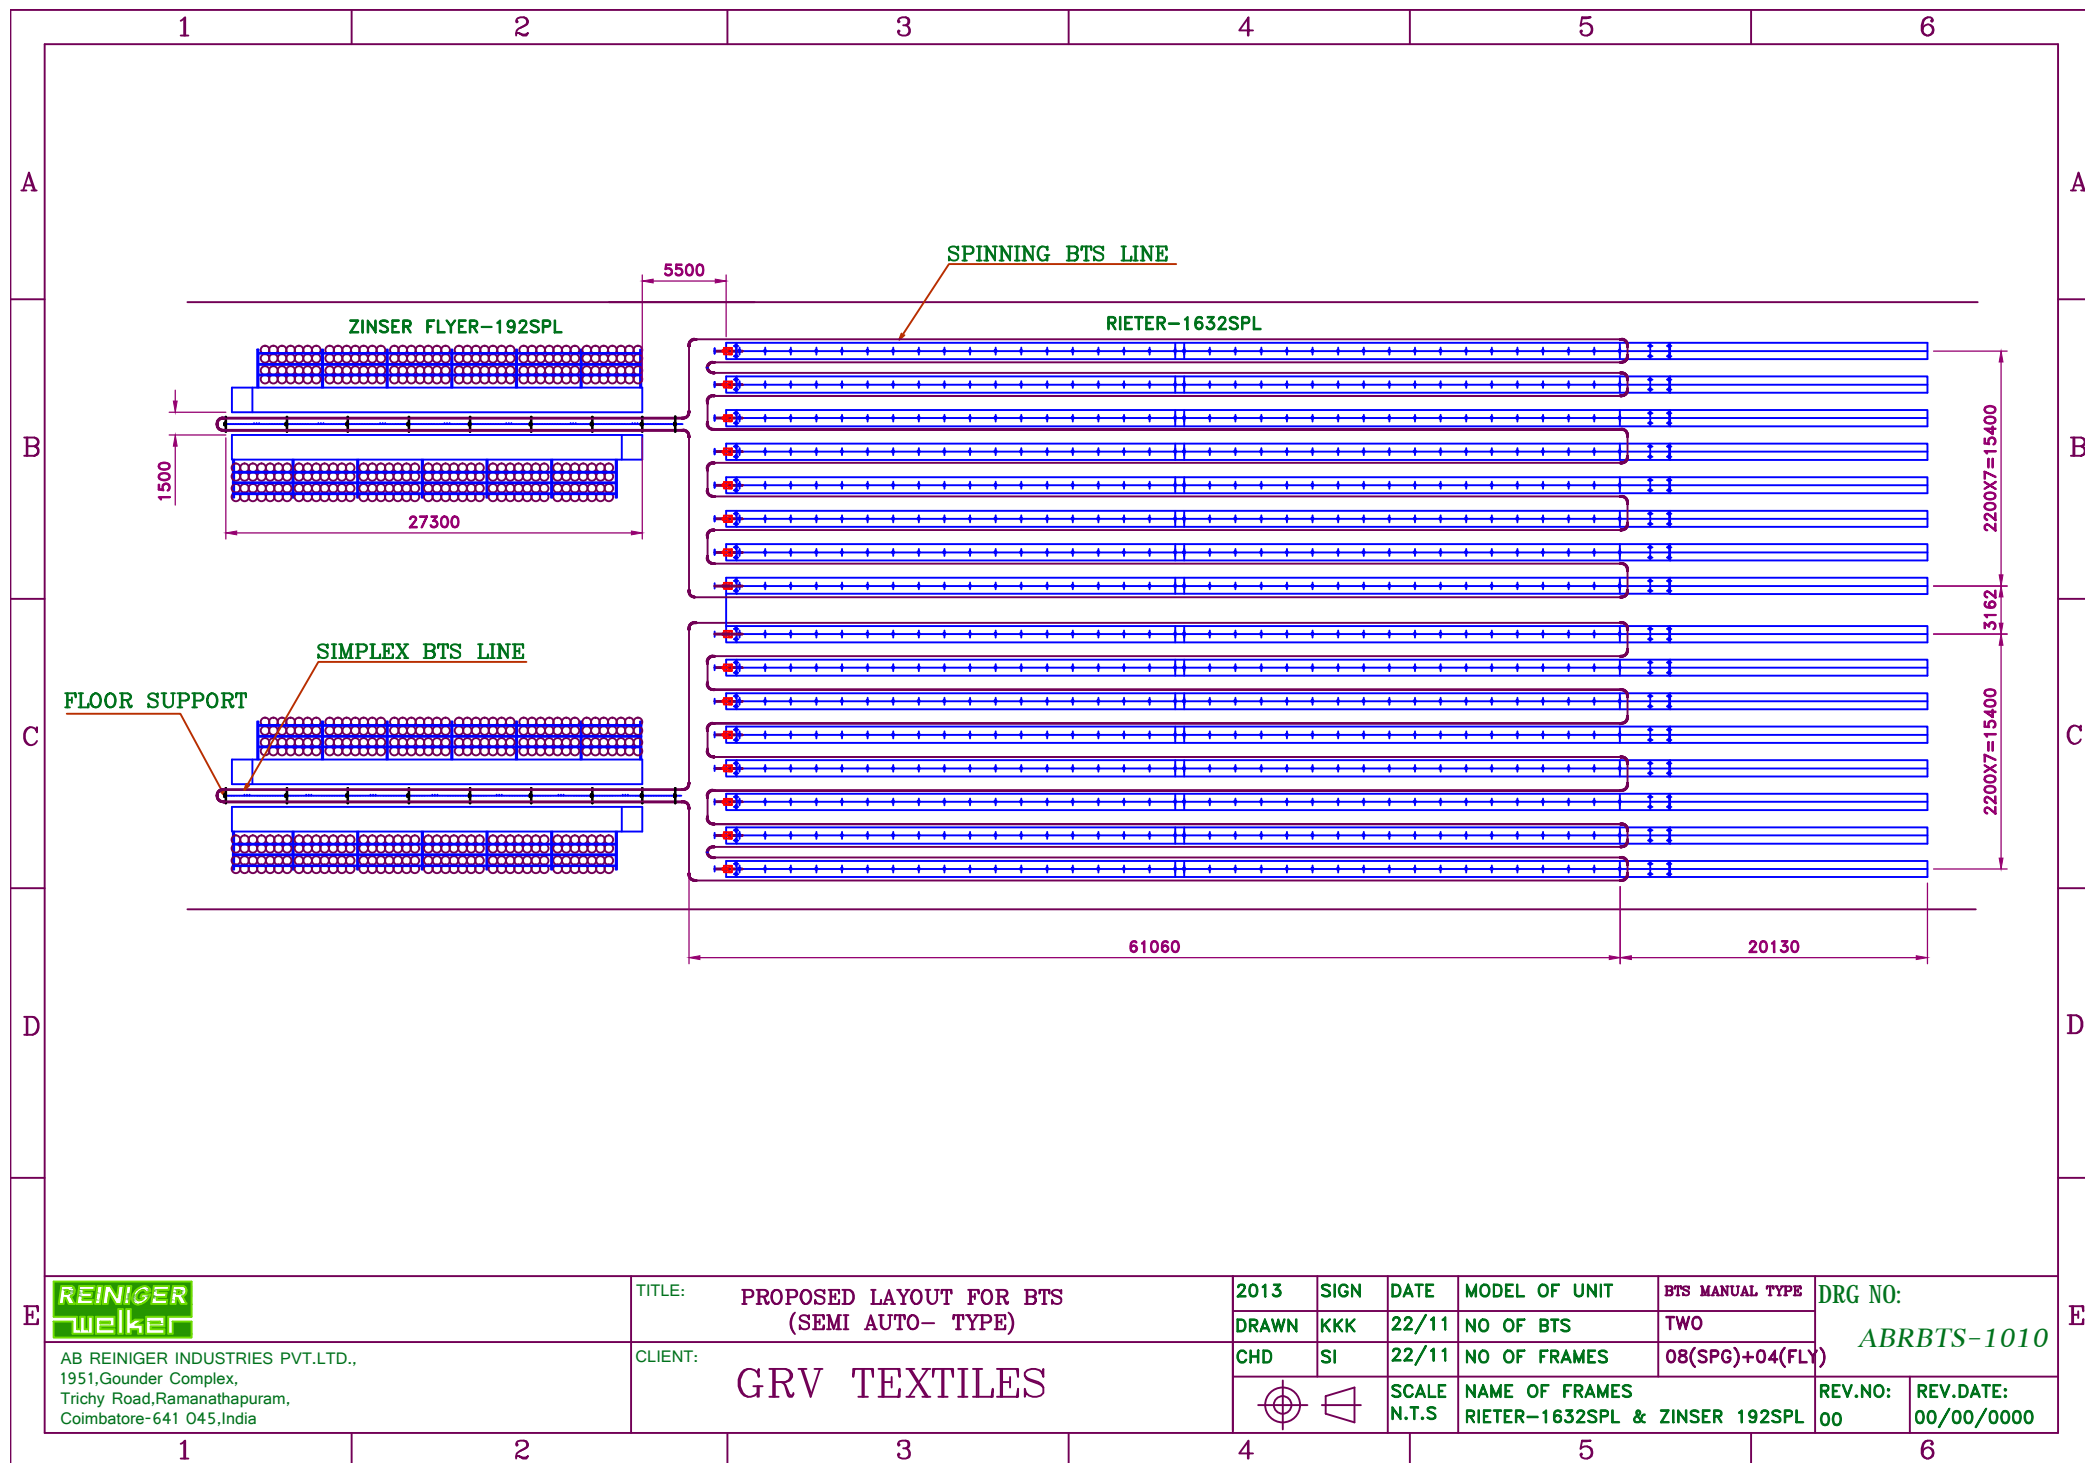 1 2 3 4 5 6
A A
SPINNING BTS LINE
5500
ZINSER FLYER-192SPL
RIETER-1632SPL
B B
1500
27300
2200X7=15400
3162
SIMPLEX BTS LINE
FLOOR SUPPORT
C C
2200X7=15400
61060
20130
D D
E E
REINIGER
welker
AB REINIGER INDUSTRIES PVT.LTD.,
1951,Gounder Complex,
Trichy Road,Ramanathapuram,
Coimbatore-641 045,India
TITLE:
PROPOSED LAYOUT FOR BTS
(SEMI AUTO- TYPE)
CLIENT:
GRV TEXTILES
2013 SIGN DATE MODEL OF UNIT BTS MANUAL TYPE
DRAWN KKK 22/11 NO OF BTS TWO
CHD SI 22/11 NO OF FRAMES 08(SPG)+04(FLY)
SCALE
N.T.S
NAME OF FRAMES
RIETER-1632SPL & ZINSER 192SPL
DRG NO:
ABRBTS-1010
REV.NO:
00
REV.DATE:
00/00/0000
1 2 3 4 5 6